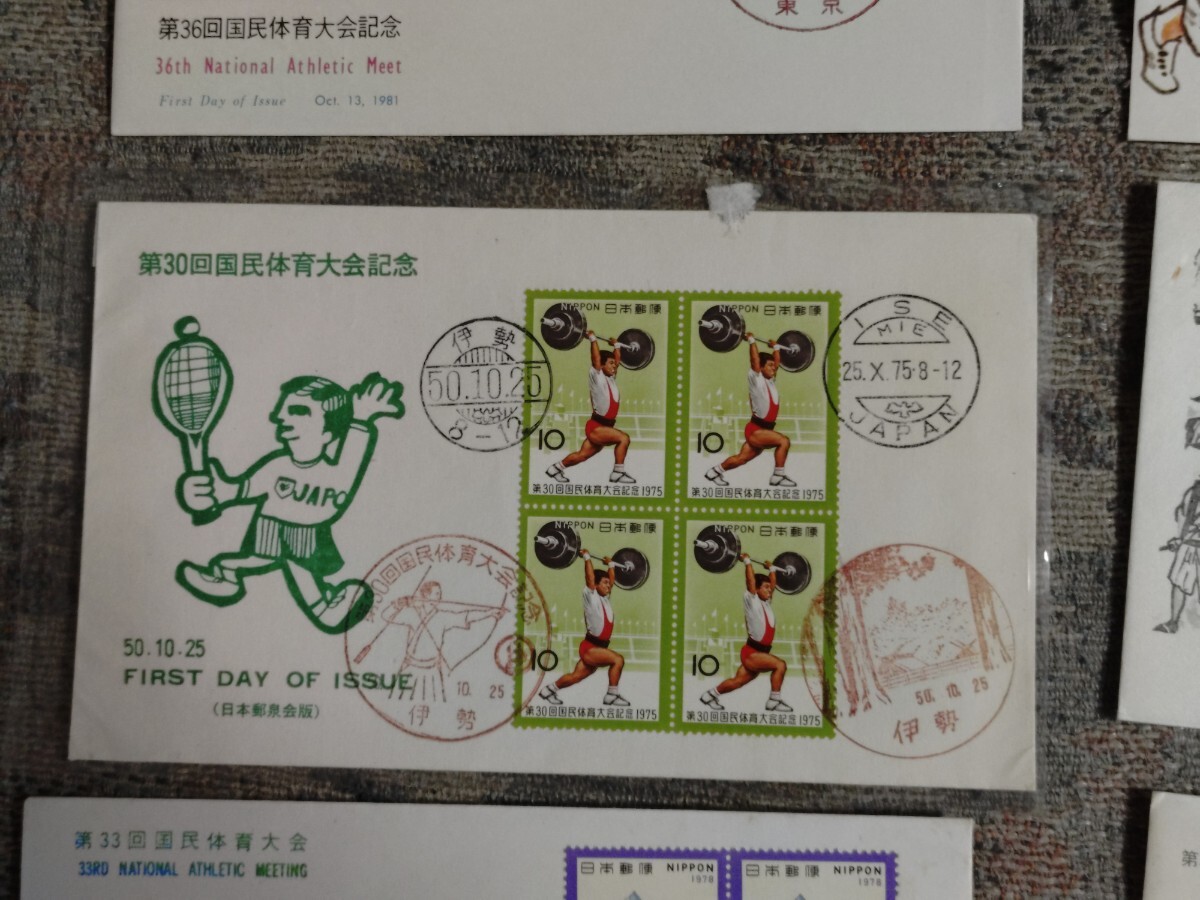 東京
第36回国民体育大会記念
36th National Athletic Meet
First Day of Issue Oct. 13, 1981
第30回国民体育大会記念
JAPO
50.10.25
FIRST DAY OF ISSUE
(日本郵泉会版)
伊勢
50.10.25
8-12
NIPPON 日本郵便
10
第30回国民体育大会記念1975
NIPPON 日本郵便
10
第30回国民体育大会記念1975
ISE
MIE
25.X.75·8-12
JAPAN
NIPPON 日本郵便
10
第30回国民体育大会記念1975
NIPPON 日本郵便
10
第30回国民体育大会記念1975
第30回国民体育大会記念
10.25
伊勢
50.10.25
伊勢
第33回国民体育大会
33RD NATIONAL ATHLETIC MEETING
日本郵便 NIPPON
1978
日本郵便 NIPPON
1978
第